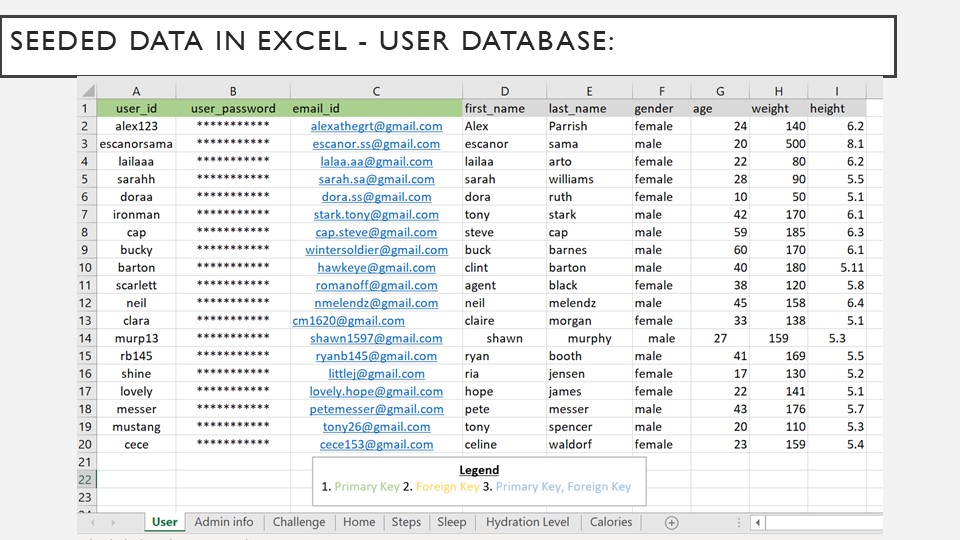 SEEDED DATA IN EXCEL - USER DATABASE:
A B C D E F G H I
1 user_id user_password email_id first_name last_name gender age weight height
2 alex123 *********** alexathegrt@gmail.com Alex Parrish female 24 140 6.2
3 escanorsama *********** escanor.ss@gmail.com escanor sama male 20 500 8.1
4 lailaaa *********** lalaa.aa@gmail.com lailaa arto female 22 80 6.2
5 sarahh *********** sarah.sa@gmail.com sarah williams female 28 90 5.5
6 doraa *********** dora.ss@gmail.com dora ruth female 10 50 5.1
7 ironman *********** stark.tony@gmail.com tony stark male 42 170 6.1
8 cap *********** cap.steve@gmail.com steve cap male 59 185 6.3
9 bucky *********** wintersoldier@gmail.com buck barnes male 60 170 6.1
10 barton *********** hawkeye@gmail.com clint barton male 40 180 5.11
11 scarlett *********** romanoff@gmail.com agent black female 38 120 5.8
12 neil *********** nmelendz@gmail.com neil melendz male 45 158 6.4
13 clara *********** cm1620@gmail.com claire morgan female 33 138 5.1
14 murp13 *********** shawn1597@gmail.com shawn murphy male 27 159 5.3
15 rb145 *********** ryanb145@gmail.com ryan booth male 41 169 5.5
16 shine *********** littlej@gmail.com ria jensen female 17 130 5.2
17 lovely *********** lovely.hope@gmail.com hope james female 22 141 5.1
18 messer *********** petemesser@gmail.com pete messer male 43 176 5.7
19 mustang *********** tony26@gmail.com tony spencer male 20 110 5.3
20 cece *********** cece153@gmail.com celine waldorf female 23 159 5.4
21
Legend
22
1. Primary Key 2. Foreign Key 3. Primary Key, Foreign Key
23
User Admin info Challenge Home Steps Sleep Hydration Level Calories